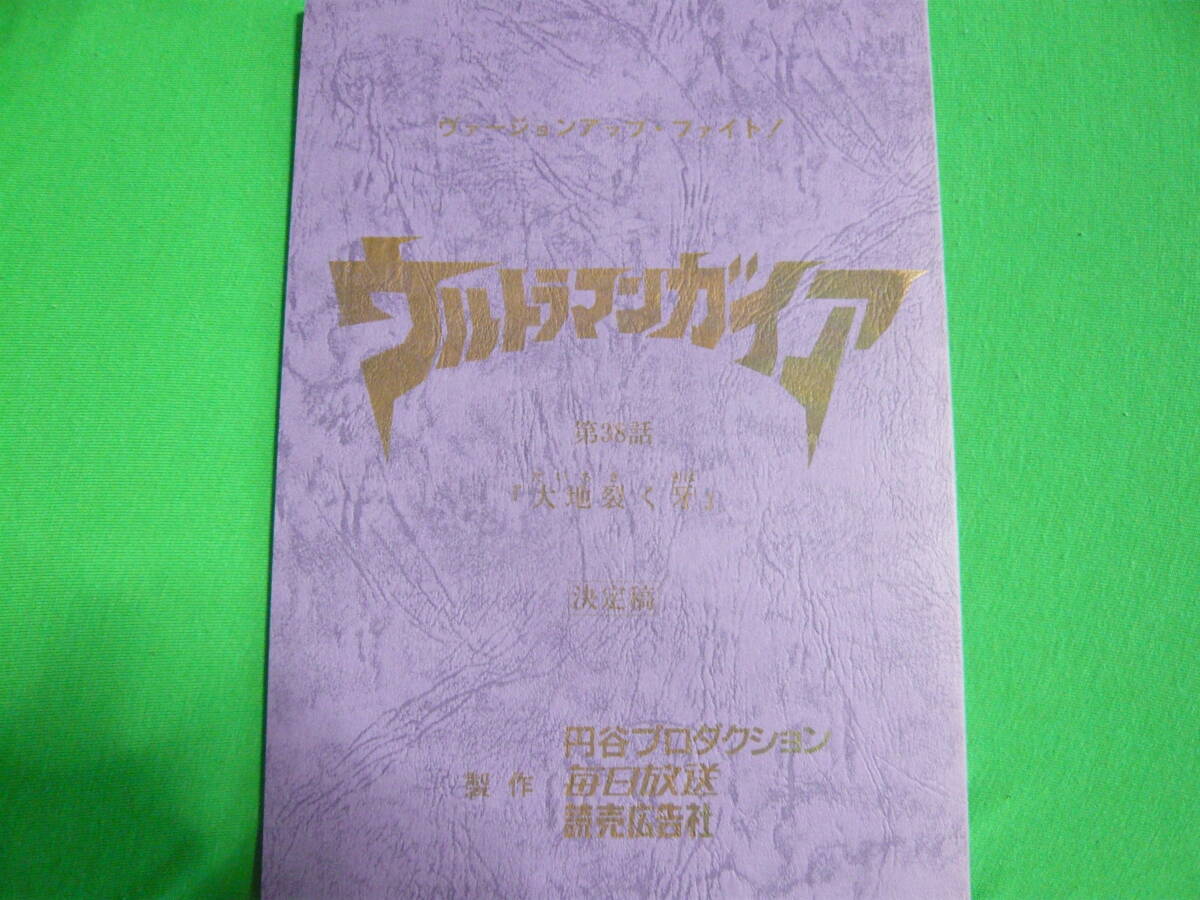 ヴァージョンアップ・ファイト！
ウルトラマンガイア
第38話
『大地裂く牙』
決定稿
円谷プロダクション
製作 毎日放送
読売広告社